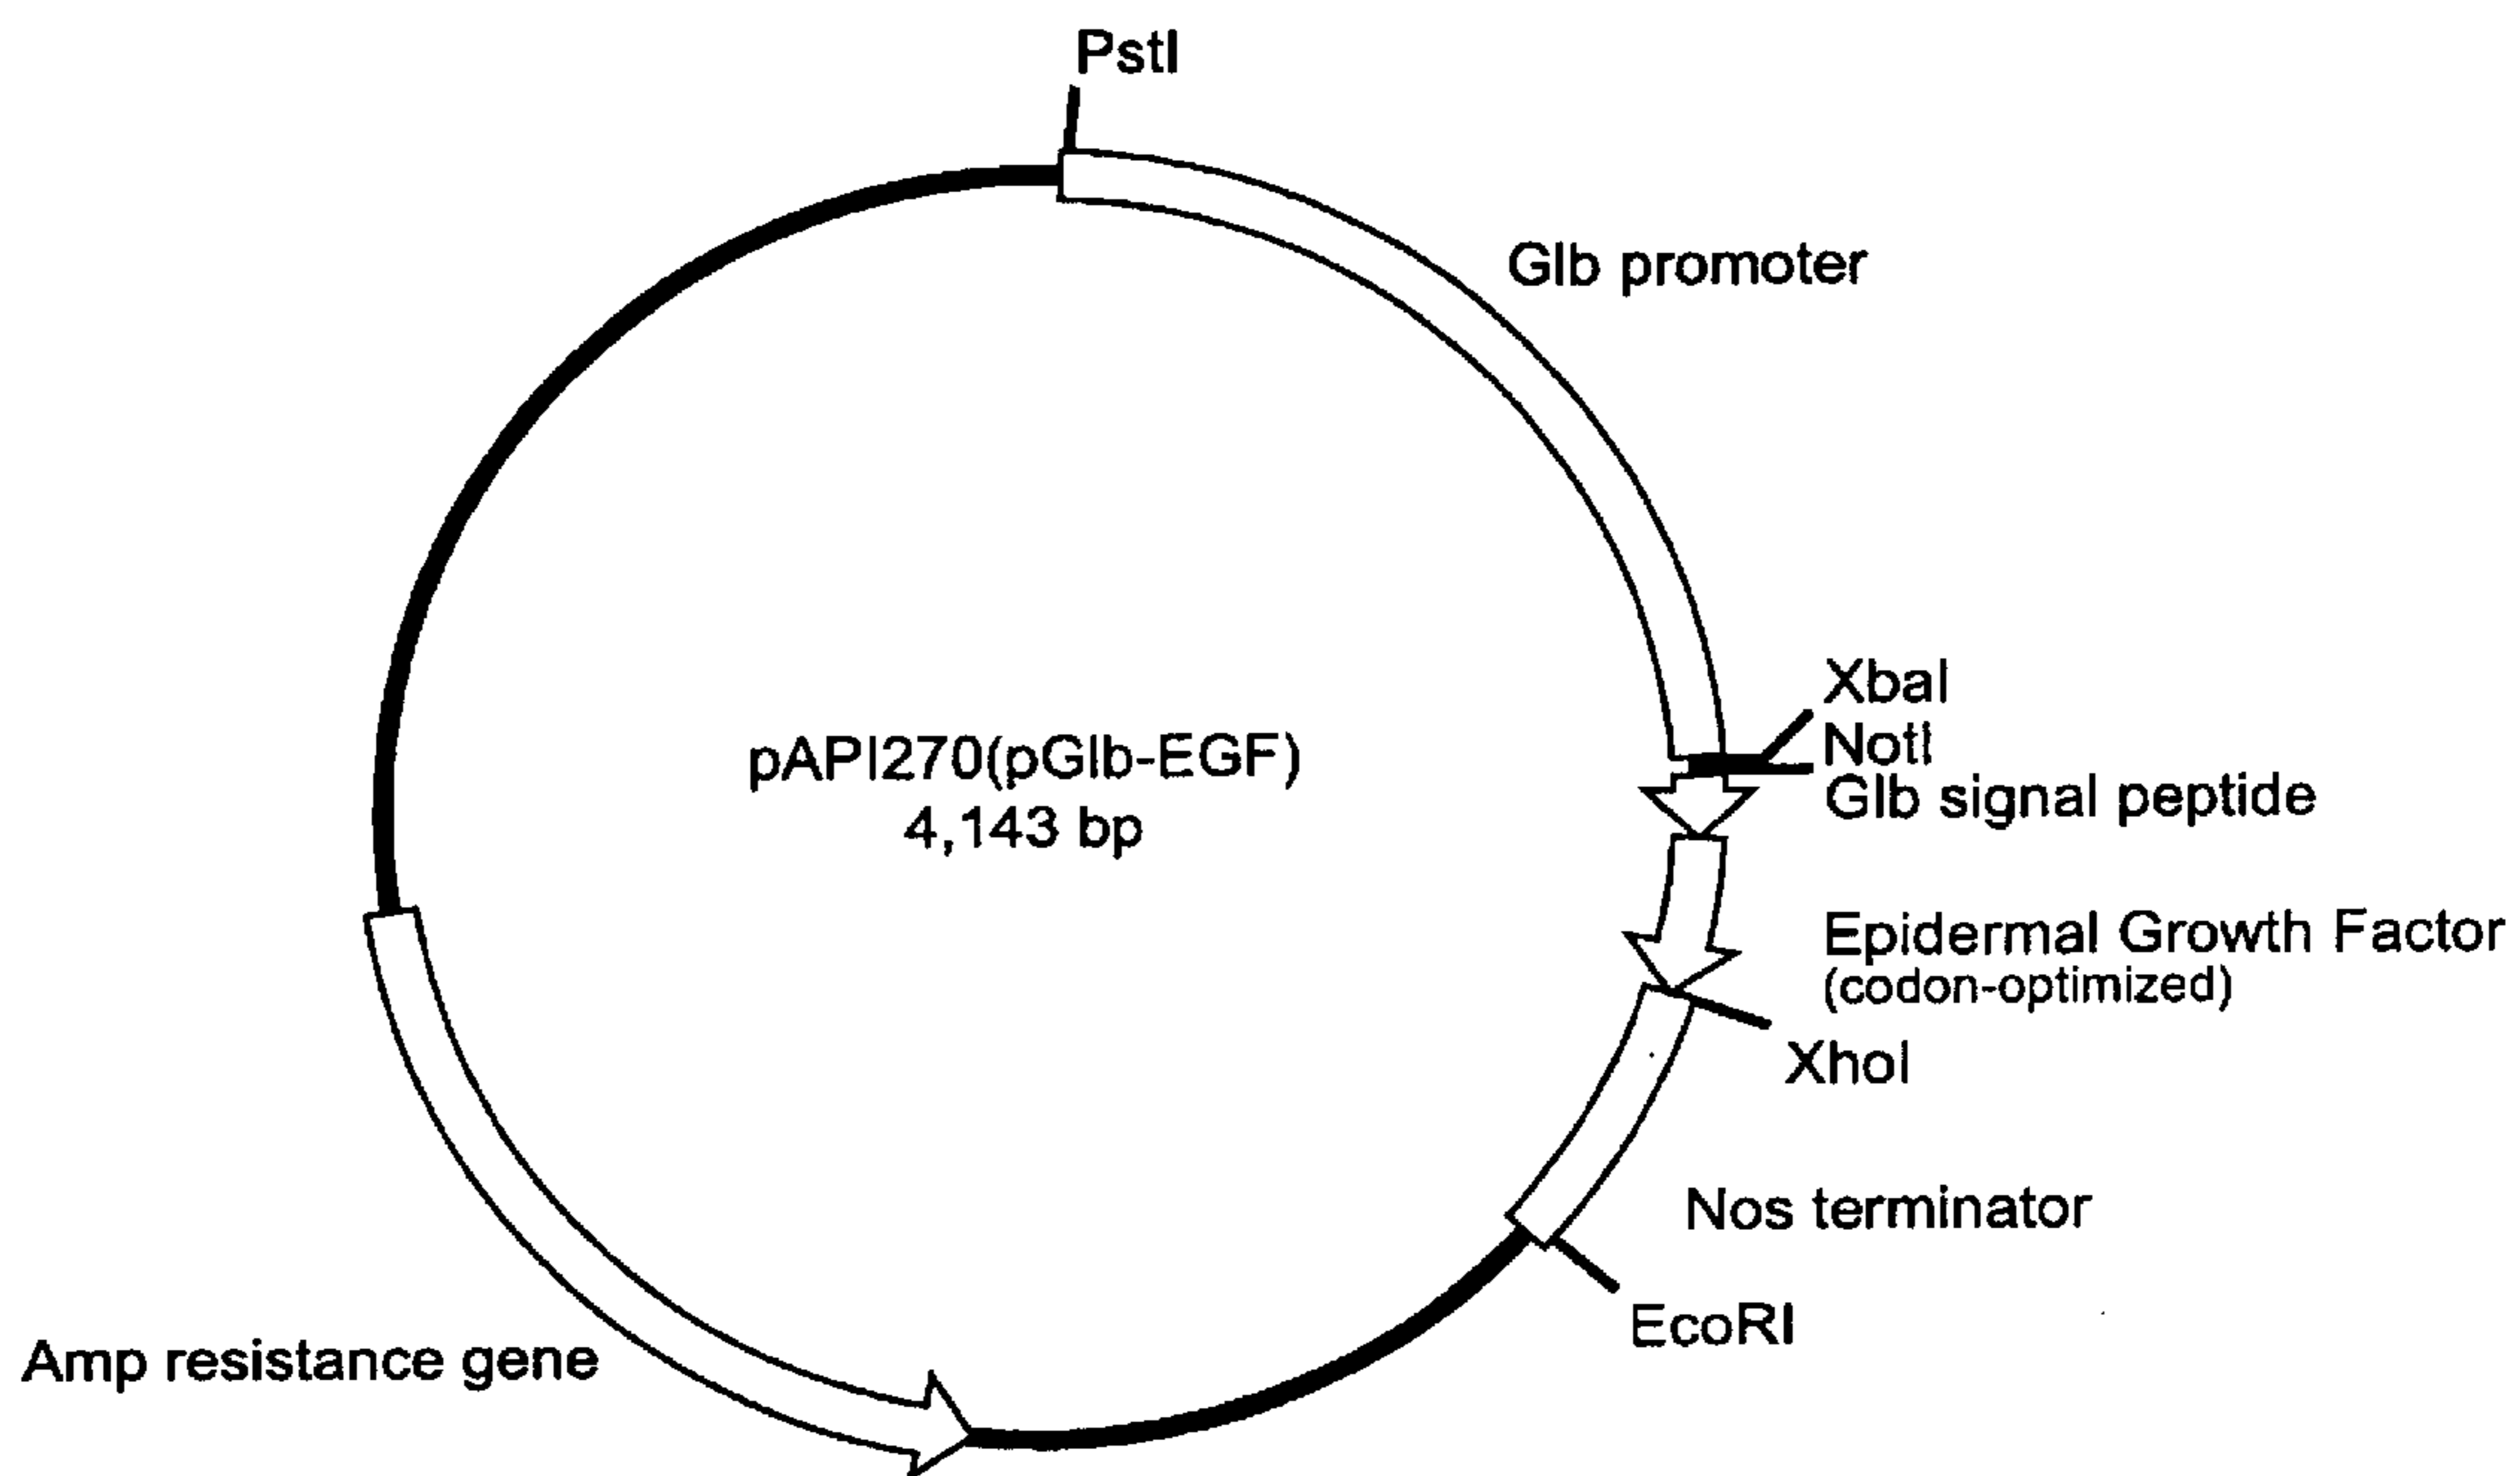 PstI
Glb promoter
XbaI
NotI
Glb signal peptide
pAPI270(pGlb-EGF)
4,143 bp
Epidermal Growth Factor
(codon-optimized)
XhoI
Nos terminator
EcoRI
Amp resistance gene